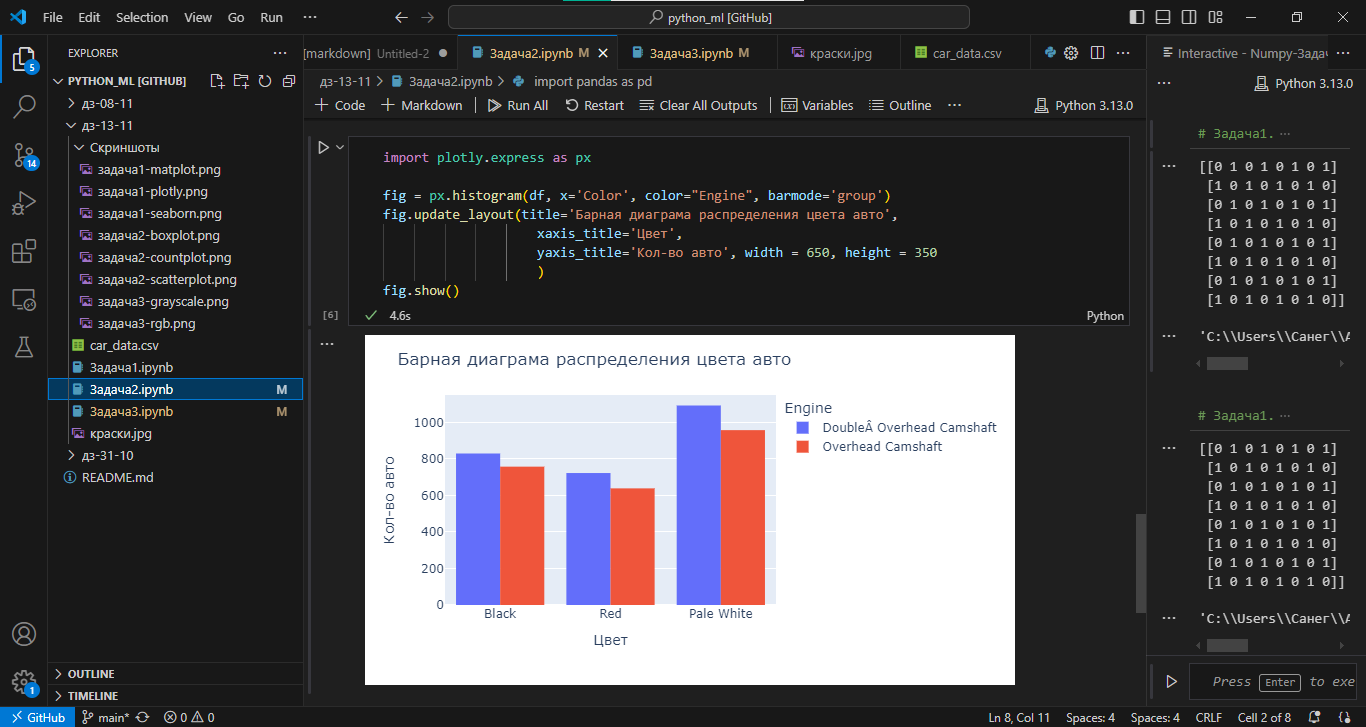 File Edit Selection View Go Run ···
python_ml [GitHub]
EXPLORER ···
PYTHON_ML [GITHUB]
дз-08-11
дз-13-11
Скриншоты
задача1-matplot.png
задача1-plotly.png
задача1-seaborn.png
задача2-boxplot.png
задача2-countplot.png
задача2-scatterplot.png
задача3-grayscale.png
задача3-rgb.png
car_data.csv
Задача1.ipynb
Задача2.ipynb M
Задача3.ipynb M
краски.jpg
дз-31-10
README.md
OUTLINE
TIMELINE
5
14
1
[markdown] Untitled-2
Задача2.ipynb M
Задача3.ipynb M
краски.jpg
car_data.csv
···
дз-13-11 > Задача2.ipynb > import pandas as pd
+ Code + Markdown Run All Restart Clear All Outputs Variables Outline ··· Python 3.13.0
import plotly.express as px
fig = px.histogram(df, x='Color', color="Engine", barmode='group')
fig.update_layout(title='Барная диаграма распределения цвета авто',
xaxis_title='Цвет',
yaxis_title='Кол-во авто', width = 650, height = 350
)
fig.show()
[6] 4.6s Python
···
Барная диаграма распределения цвета авто
Кол-во авто
1000
800
600
400
200
0
Black Red Pale White
Цвет
Engine
DoubleÂ Overhead Camshaft
Overhead Camshaft
Interactive - Numpy-Задач ···
··· Python 3.13.0
# Задача1. ···
··· [[0 1 0 1 0 1 0 1]
[1 0 1 0 1 0 1 0]
[0 1 0 1 0 1 0 1]
[1 0 1 0 1 0 1 0]
[0 1 0 1 0 1 0 1]
[1 0 1 0 1 0 1 0]
[0 1 0 1 0 1 0 1]
[1 0 1 0 1 0 1 0]]
··· 'C:\\Users\\Санег\\A
# Задача1. ···
··· [[0 1 0 1 0 1 0 1]
[1 0 1 0 1 0 1 0]
[0 1 0 1 0 1 0 1]
[1 0 1 0 1 0 1 0]
[0 1 0 1 0 1 0 1]
[1 0 1 0 1 0 1 0]
[0 1 0 1 0 1 0 1]
[1 0 1 0 1 0 1 0]]
··· 'C:\\Users\\Санег\\A
Press Enter to exe
GitHub main* 0 0 Ln 8, Col 11 Spaces: 4 Spaces: 4 CRLF Cell 2 of 8